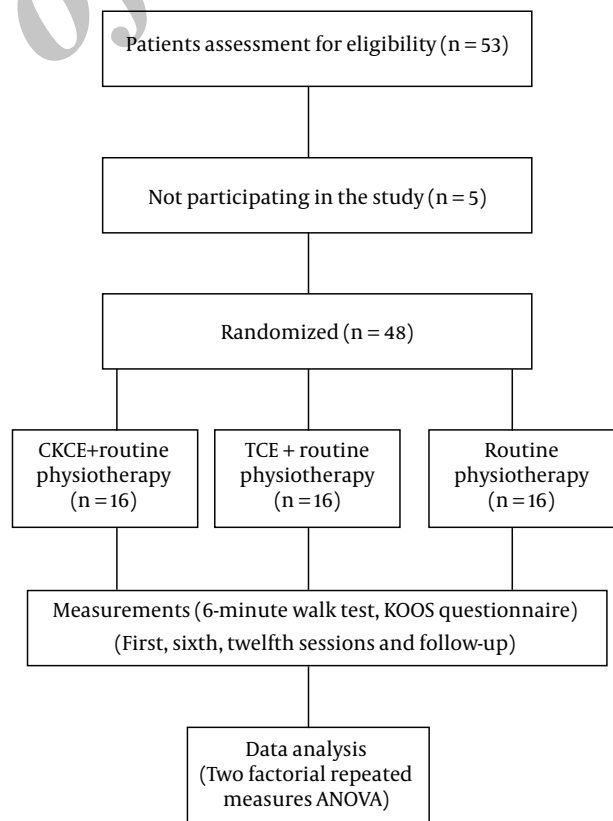 Patients assessment for eligibility (n = 53)
Not participating in the study (n = 5)
Randomized (n = 48)
CKCE+routine
physiotherapy
(n = 16)
TCE + routine
physiotherapy
(n = 16)
Routine
physiotherapy
(n = 16)
Measurements (6-minute walk test, KOOS questionnaire)
(First, sixth, twelfth sessions and follow-up)
Data analysis
(Two factorial repeated
measures ANOVA)